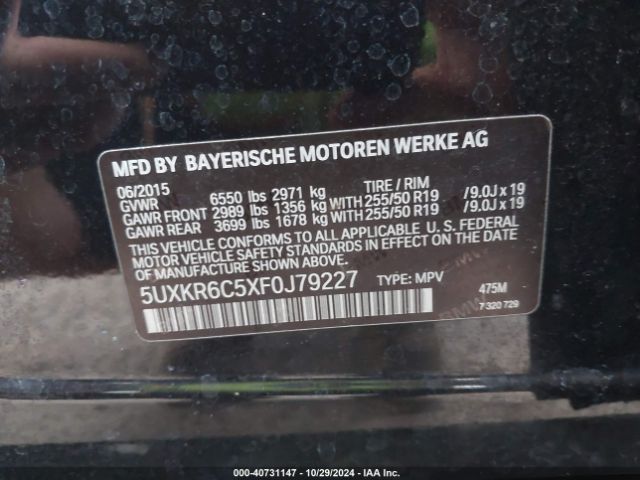 MFD BY BAYERISCHE MOTOREN WERKE AG
06/2015 TIRE / RIM
GVWR 6550 lbs 2971 kg
GAWR FRONT 2989 lbs 1356 kg WITH 255/50 R19 /9.0J x 19
GAWR REAR 3699 lbs 1678 kg WITH 255/50 R19 /9.0J x 19
THIS VEHICLE CONFORMS TO ALL APPLICABLE U.S. FEDERAL
MOTOR VEHICLE SAFETY STANDARDS IN EFFECT ON THE DATE
OF MANUFACTURE SHOWN ABOVE.
5UXKR6C5XF0J79227 TYPE: MPV 475M
7 320 729
000-40731147 - 10/29/2024 - IAA Inc.